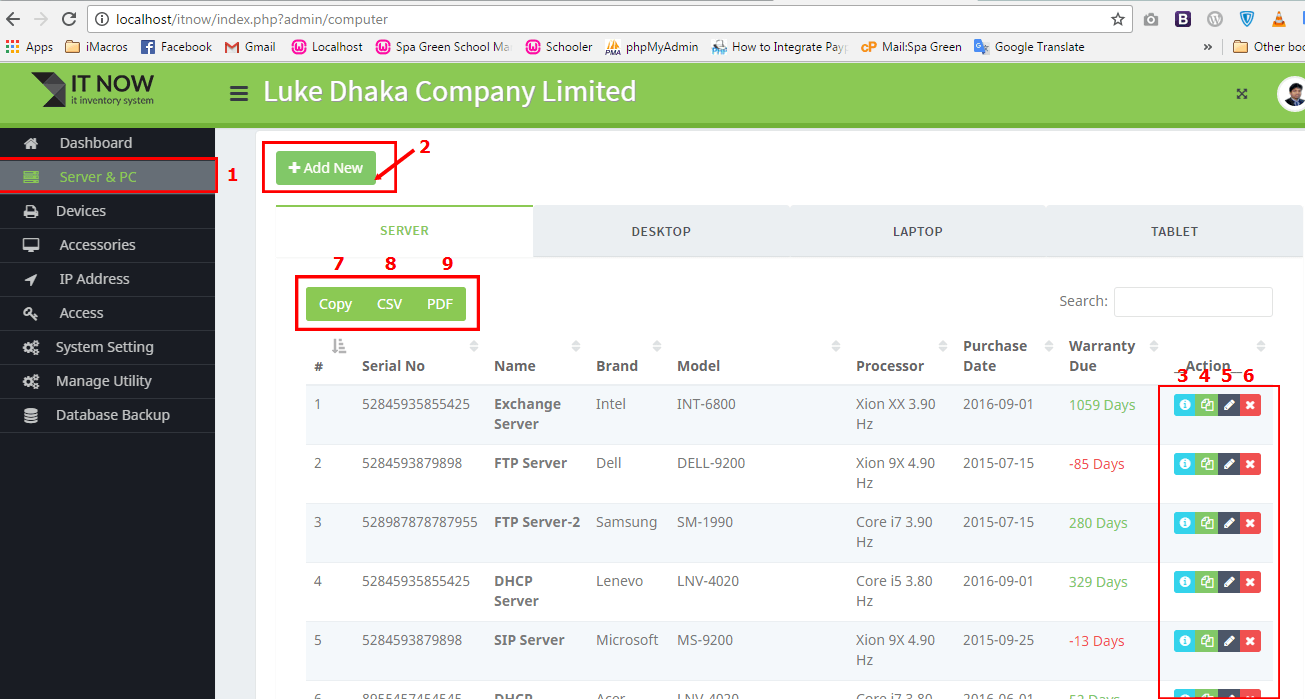 localhost/itnow/index.php?admin/computer
Apps iMacros Facebook Gmail Localhost Spa Green School Ma Schooler phpMyAdmin How to Integrate Payp Mail:Spa Green Google Translate » Other boo
IT NOW
it inventory system
Luke Dhaka Company Limited
Dashboard
Server & PC
1
Devices
Accessories
IP Address
Access
System Setting
Manage Utility
Database Backup
+ Add New
2
SERVER DESKTOP LAPTOP TABLET
7 8 9
Copy CSV PDF
Search:
# Serial No Name Brand Model Processor Purchase Date Warranty Due Action
3 4 5 6
1 52845935855425 Exchange Server Intel INT-6800 Xion XX 3.90 Hz 2016-09-01 1059 Days
2 5284593879898 FTP Server Dell DELL-9200 Xion 9X 4.90 Hz 2015-07-15 -85 Days
3 528987878787955 FTP Server-2 Samsung SM-1990 Core i7 3.90 Hz 2015-07-15 280 Days
4 52845935855425 DHCP Server Lenevo LNV-4020 Core i5 3.80 Hz 2016-09-01 329 Days
5 5284593879898 SIP Server Microsoft MS-9200 Xion 9X 4.90 Hz 2015-09-25 -13 Days
6 8955457454545 DHCP Acer LNV-4020 Core i7 3.80 2016-06-01 52 Days